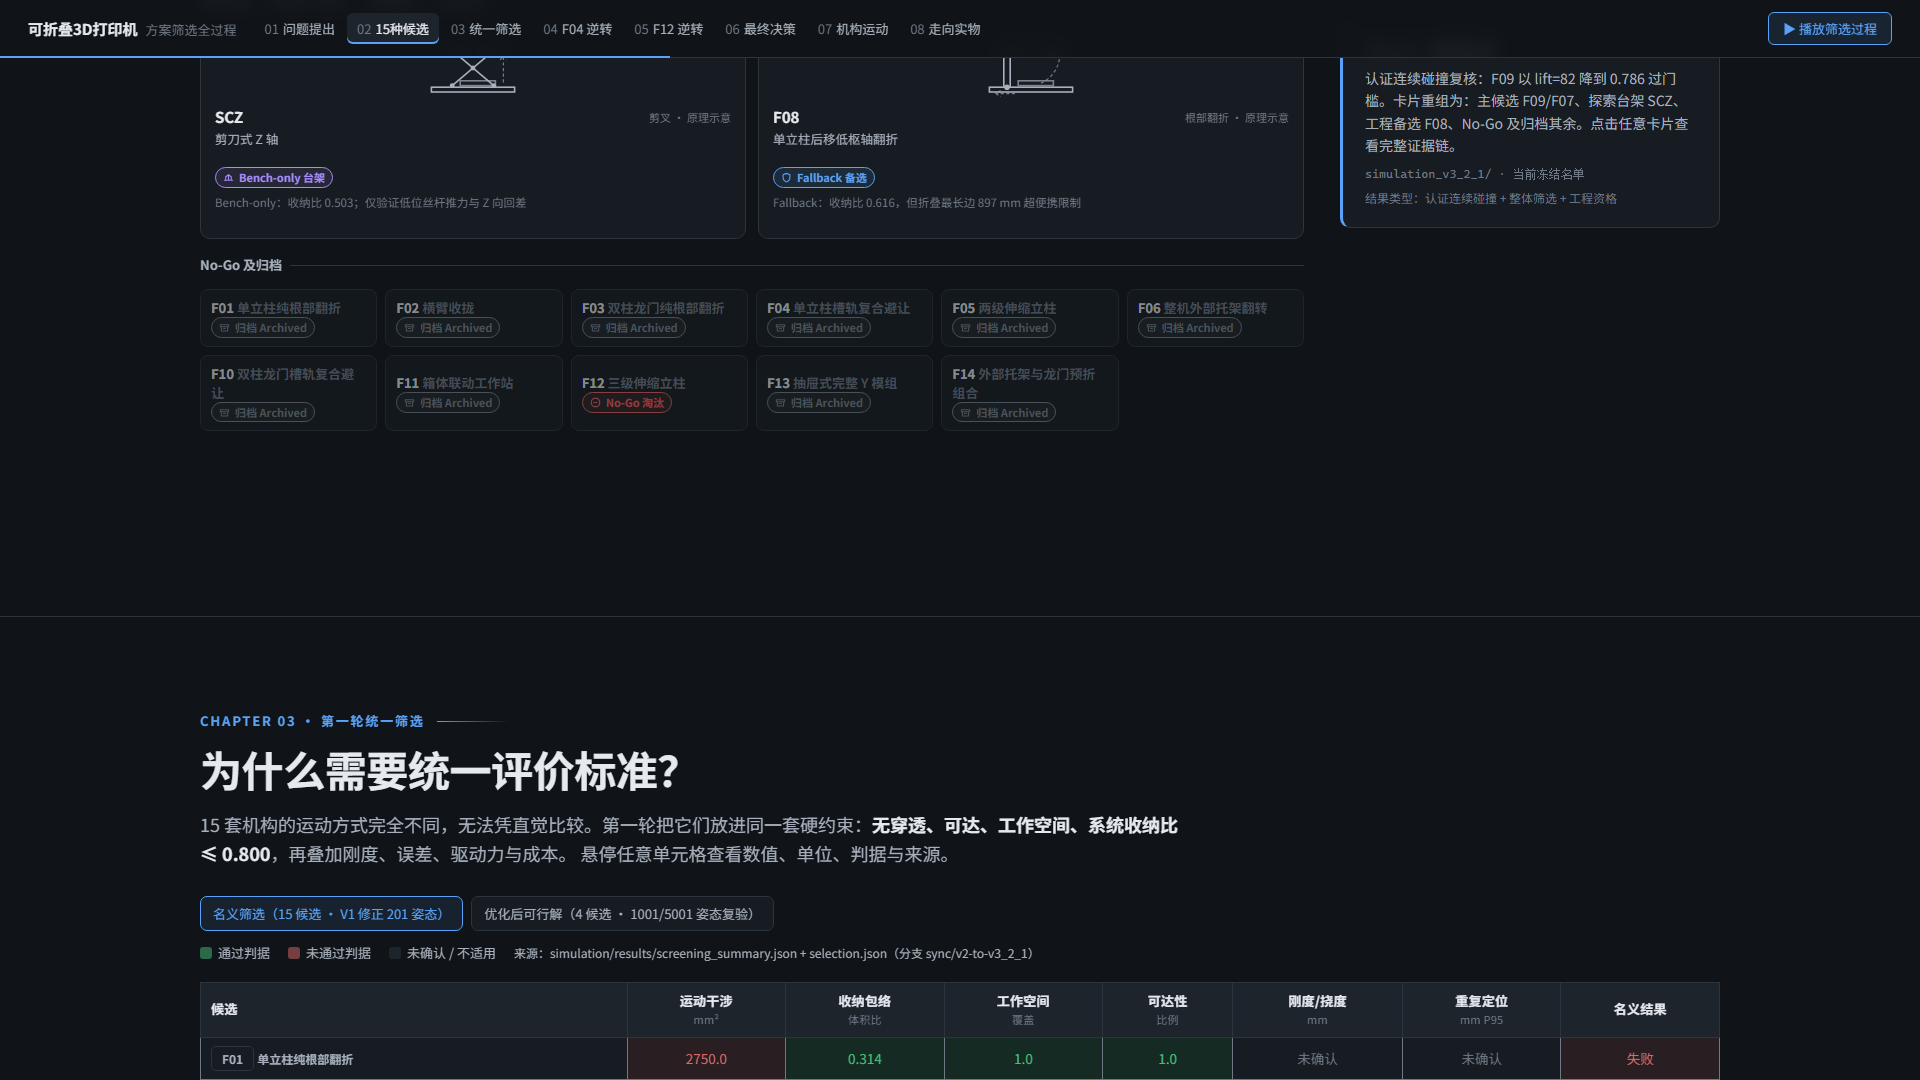 可折叠3D打印机 方案筛选全过程 01 问题提出 02 15种候选 03 统一筛选 04 F04 逆转 05 F12 逆转 06 最终决策 07 机构运动 08 走向实物 ▶ 播放筛选过程
SCZ 剪叉 · 原理示意
剪刀式 Z 轴
Bench-only 台架
Bench-only：收纳比 0.503；仅验证低位丝杆推力与 Z 向回差
F08 根部翻折 · 原理示意
单立柱后移低枢轴翻折
Fallback 备选
Fallback：收纳比 0.616，但折叠最长边 897 mm 超便携限制
认证连续碰撞复核：F09 以 lift=82 降到 0.786 过门
槛。卡片重组为：主候选 F09/F07、探索台架 SCZ、
工程备选 F08、No-Go 及归档其余。点击任意卡片查
看完整证据链。
simulation_v3_2_1/ · 当前冻结名单
结果类型：认证连续碰撞 + 整体筛选 + 工程资格
No-Go 及归档
F01 单立柱纯根部翻折
归档 Archived
F02 横臂收拢
归档 Archived
F03 双柱龙门纯根部翻折
归档 Archived
F04 单立柱槽轨复合避让
归档 Archived
F05 两级伸缩立柱
归档 Archived
F06 整机外部托架翻转
归档 Archived
F10 双柱龙门槽轨复合避
让
归档 Archived
F11 箱体联动工作站
归档 Archived
F12 三级伸缩立柱
No-Go 淘汰
F13 抽屉式完整 Y 模组
归档 Archived
F14 外部托架与龙门预折
组合
归档 Archived
CHAPTER 03 · 第一轮统一筛选
为什么需要统一评价标准？
15 套机构的运动方式完全不同，无法凭直觉比较。第一轮把它们放进同一套硬约束：无穿透、可达、工作空间、系统收纳比
≤ 0.800，再叠加刚度、误差、驱动力与成本。 悬停任意单元格查看数值、单位、判据与来源。
名义筛选（15 候选 · V1 修正 201 姿态） 优化后可行解（4 候选 · 1001/5001 姿态复验）
通过判据 未通过判据 未确认 / 不适用 来源：simulation/results/screening_summary.json + selection.json（分支 sync/v2-to-v3_2_1）
候选 运动干涉 收纳包络 工作空间 可达性 刚度/挠度 重复定位 名义结果
mm² 体积比 覆盖 比例 mm mm P95
F01 单立柱纯根部翻折 2750.0 0.314 1.0 1.0 未确认 未确认 失败